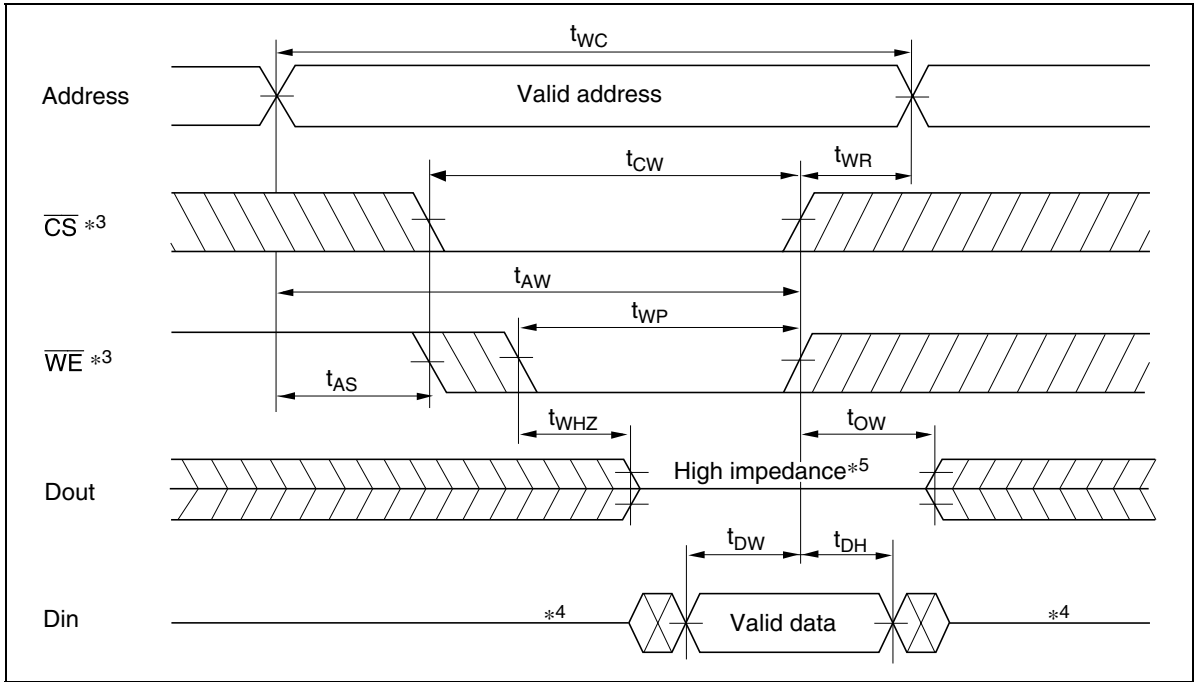 tWC
Address
Valid address
tCW
tWR
CS *3
tAW
tWP
WE *3
tAS
tWHZ
tOW
High impedance*5
Dout
tDW
tDH
Din
*4
Valid data
*4